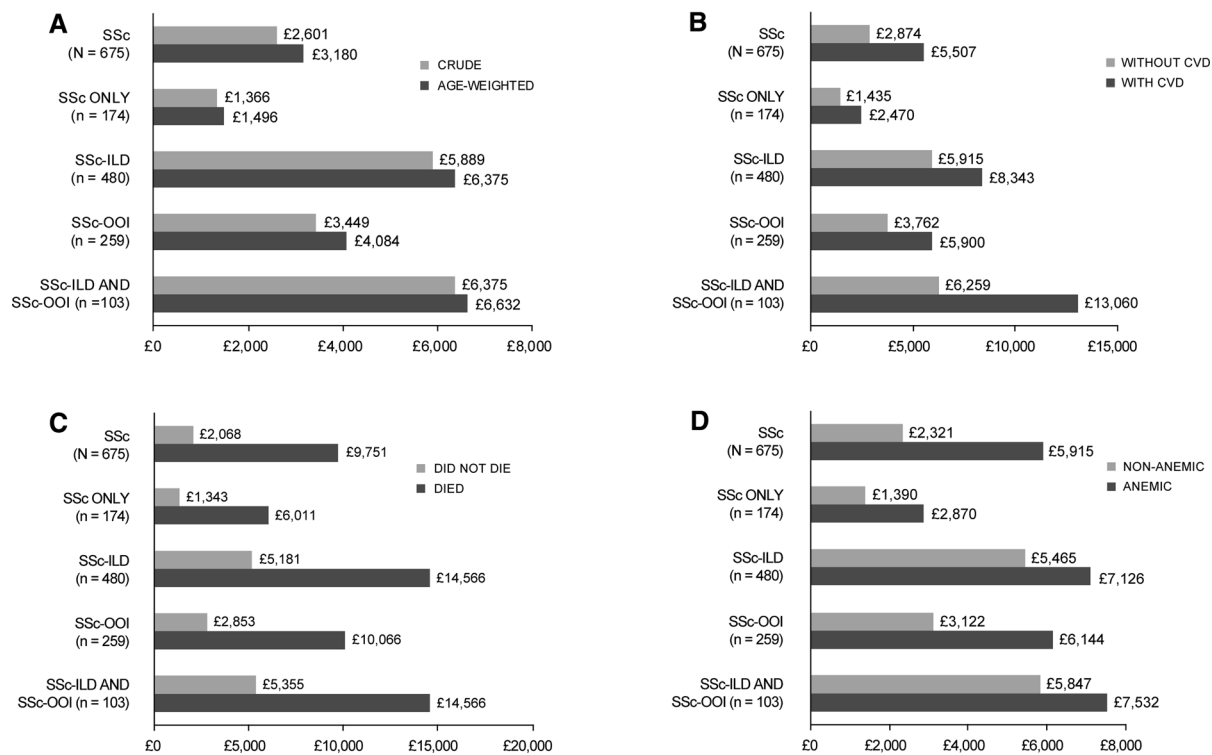 A
SSc
(N = 675)
£2,601
£3,180
SSc ONLY
(n = 174)
£1,366
£1,496
SSc-ILD
(n = 480)
£5,889
£6,375
SSc-OOI
(n = 259)
£3,449
£4,084
SSc-ILD AND
SSc-OOI (n =103)
£6,375
£6,632
CRUDE
AGE-WEIGHTED
£0
£2,000
£4,000
£6,000
£8,000
B
SSc
(N = 675)
£2,874
£5,507
SSc ONLY
(n = 174)
£1,435
£2,470
SSc-ILD
(n = 480)
£5,915
£8,343
SSc-OOI
(n = 259)
£3,762
£5,900
SSc-ILD AND
SSc-OOI (n = 103)
£6,259
£13,060
WITHOUT CVD
WITH CVD
£0
£5,000
£10,000
£15,000
C
SSc
(N = 675)
£2,068
£9,751
SSc ONLY
(n = 174)
£1,343
£6,011
SSc-ILD
(n = 480)
£5,181
£14,566
SSc-OOI
(n = 259)
£2,853
£10,066
SSc-ILD AND
SSc-OOI (n = 103)
£5,355
£14,566
DID NOT DIE
DIED
£0
£5,000
£10,000
£15,000
£20,000
D
SSc
(N = 675)
£2,321
£5,915
SSc ONLY
(n = 174)
£1,390
£2,870
SSc-ILD
(n = 480)
£5,465
£7,126
SSc-OOI
(n = 259)
£3,122
£6,144
SSc-ILD AND
SSc-OOI (n = 103)
£5,847
£7,532
NON-ANEMIC
ANEMIC
£0
£2,000
£4,000
£6,000
£8,000